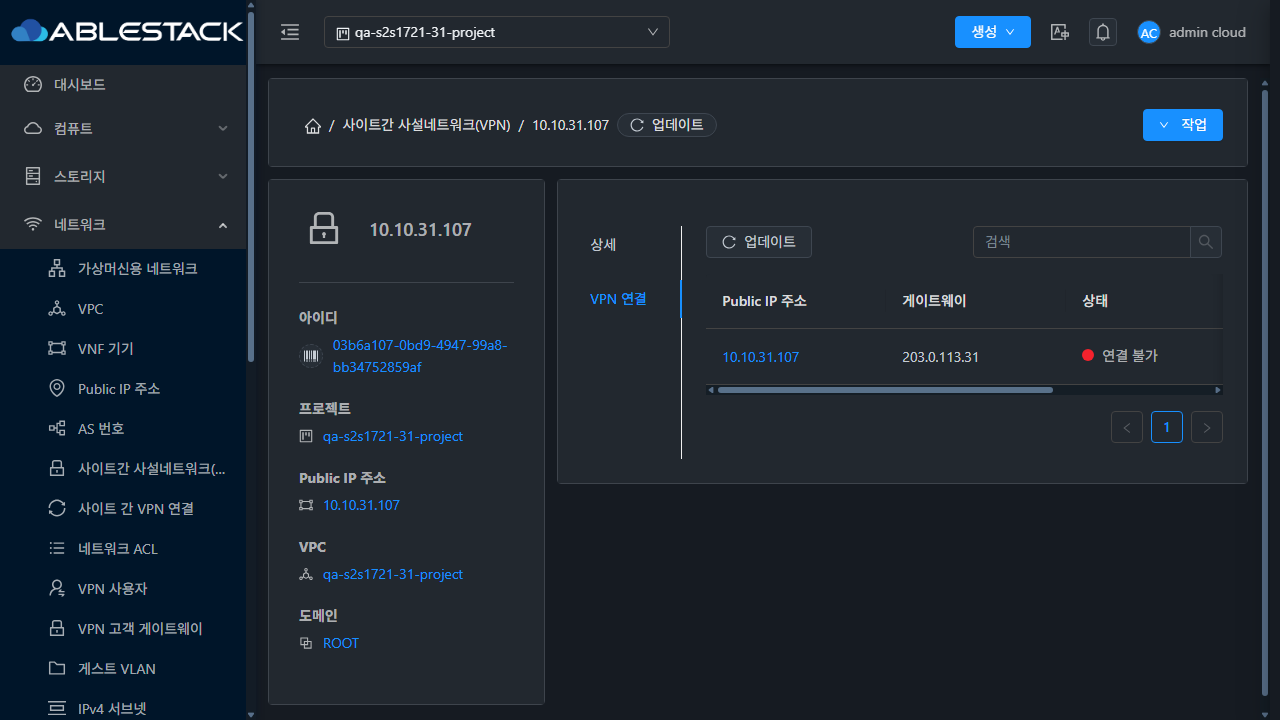 ABLESTACK
qa-s2s1721-31-project
생성
AC
admin cloud
대시보드
컴퓨트
스토리지
네트워크
가상머신용 네트워크
VPC
VNF 기기
Public IP 주소
AS 번호
사이트간 사설네트워크(...
사이트 간 VPN 연결
네트워크 ACL
VPN 사용자
VPN 고객 게이트웨이
게스트 VLAN
IPv4 서브넷
/ 사이트간 사설네트워크(VPN) / 10.10.31.107 업데이트
작업
10.10.31.107
아이디
03b6a107-0bd9-4947-99a8-
bb34752859af
프로젝트
qa-s2s1721-31-project
Public IP 주소
10.10.31.107
VPC
qa-s2s1721-31-project
도메인
ROOT
상세
VPN 연결
업데이트
검색
Public IP 주소 게이트웨이 상태
10.10.31.107 203.0.113.31 연결 불가
< 1 >